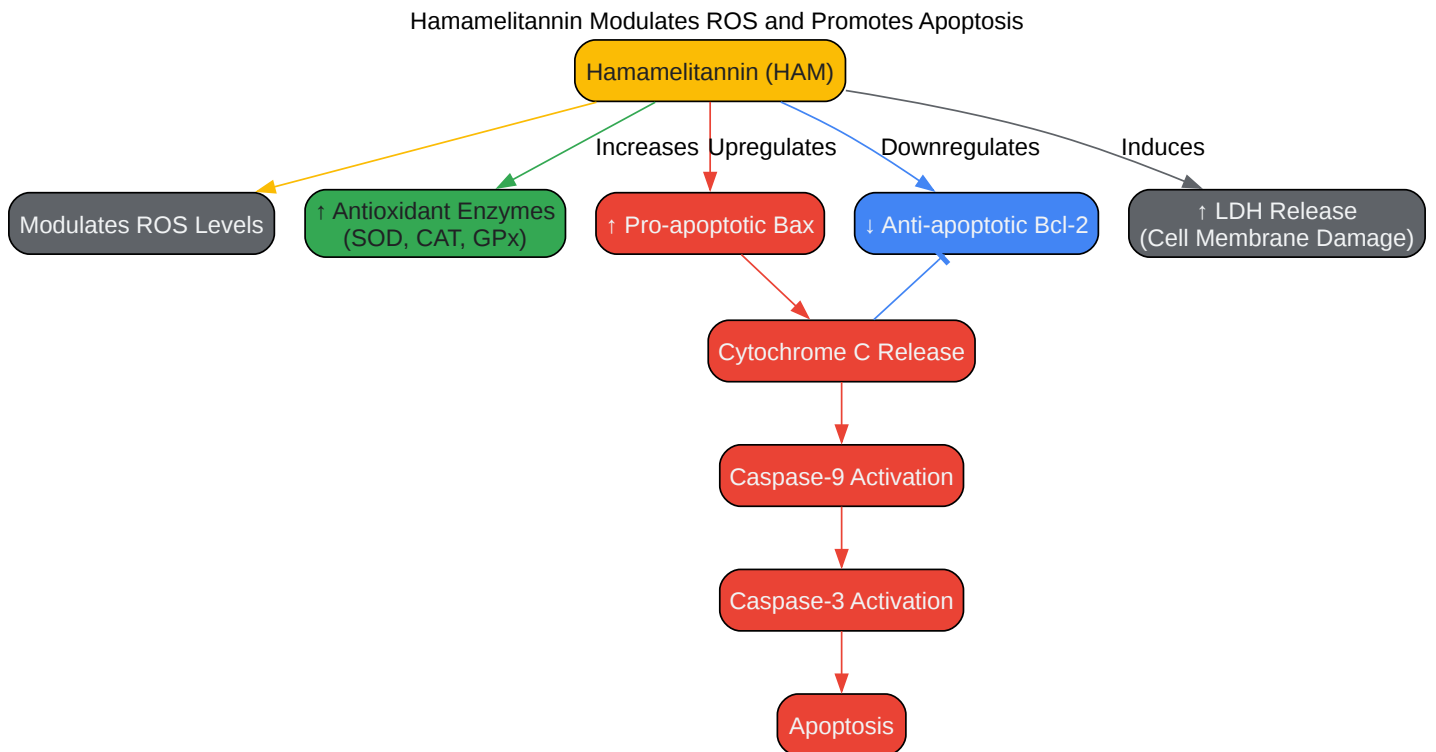 Hamamelitannin Modulates ROS and Promotes Apoptosis
Hamamelitannin (HAM)
Increases
Upregulates
Downregulates
Induces
Modulates ROS Levels
↑ Antioxidant Enzymes
(SOD, CAT, GPx)
↑ Pro-apoptotic Bax
↓ Anti-apoptotic Bcl-2
↑ LDH Release
(Cell Membrane Damage)
Cytochrome C Release
Caspase-9 Activation
Caspase-3 Activation
Apoptosis